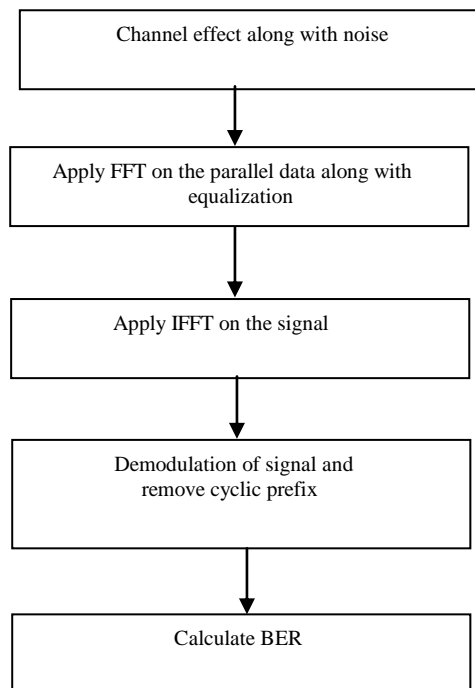 Channel effect along with noise
Apply FFT on the parallel data along with
equalization
Apply IFFT on the signal
Demodulation of signal and
remove cyclic prefix
Calculate BER